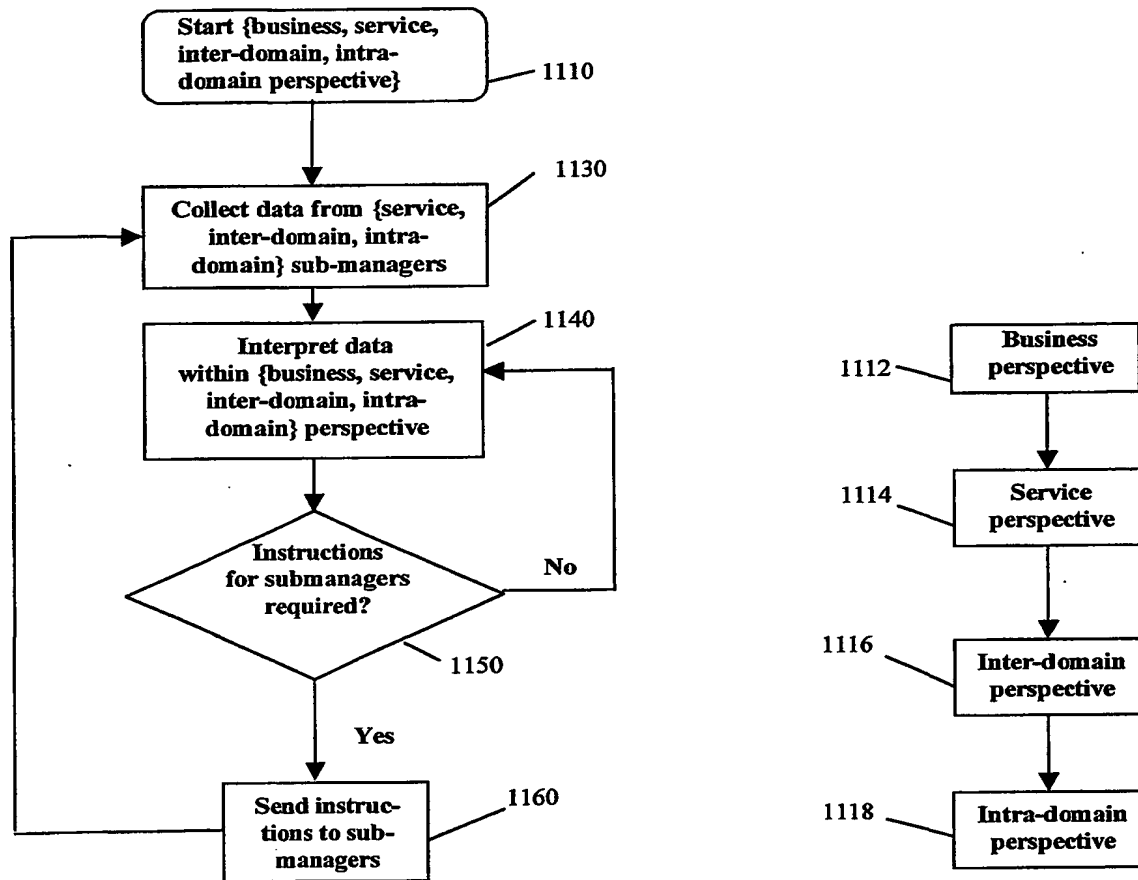 Start {business, service,
inter-domain, intra-
domain perspective}
1110
1130
Collect data from {service,
inter-domain, intra-
domain} sub-managers
1140
Interpret data
within {business, service,
inter-domain, intra-
domain} perspective
Instructions
for submanagers
required?
No
1150
Yes
Send instruc-
tions to sub-
managers
1160
Business
perspective
1112
Service
perspective
1114
Inter-domain
perspective
1116
Intra-domain
perspective
1118